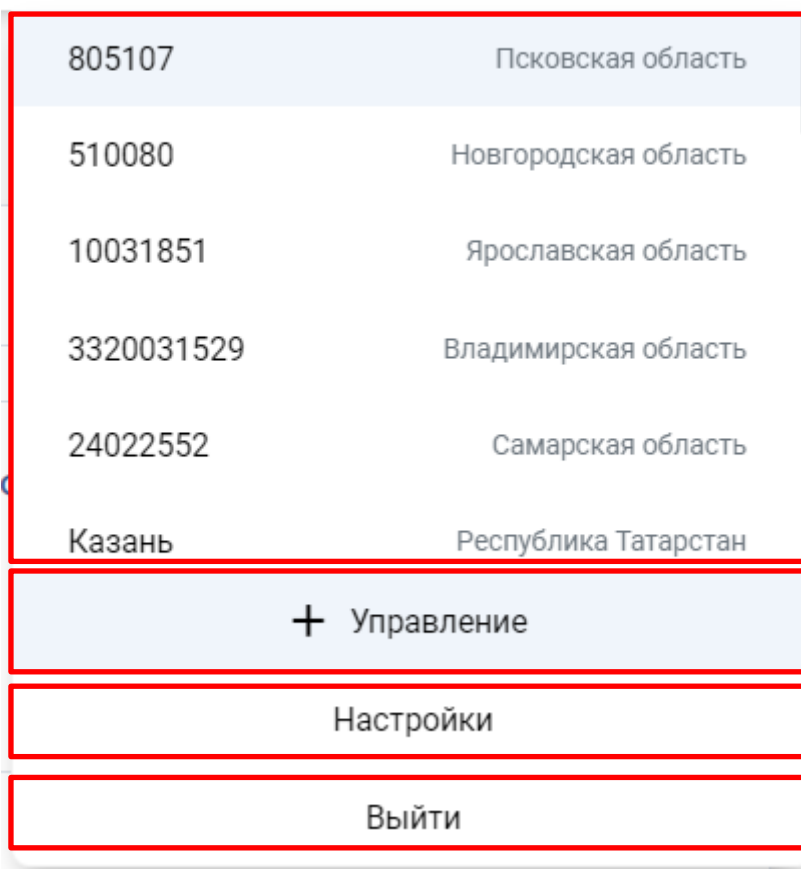 805107 Псковская область
510080 Новгородская область
10031851 Ярославская область
3320031529 Владимирская область
24022552 Самарская область
Казань Республика Татарстан
+ Управление
Настройки
Выйти